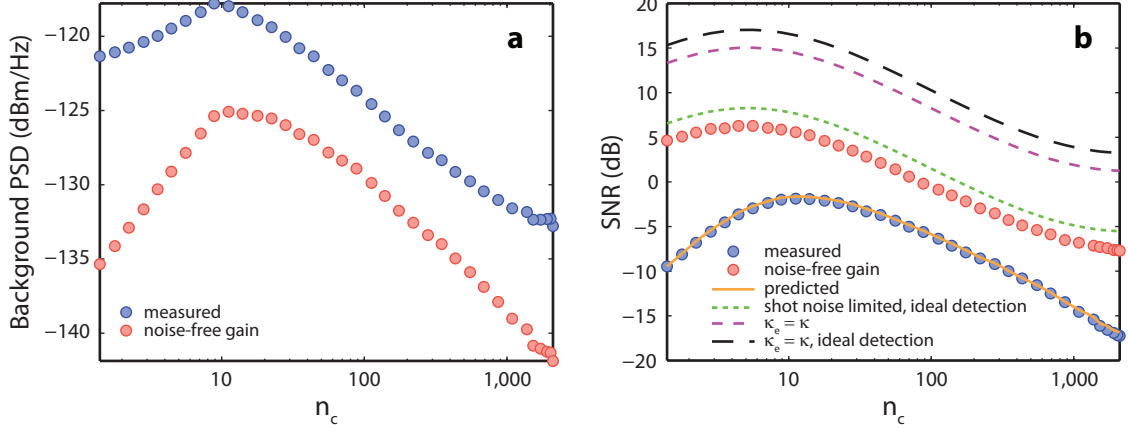 a
Background PSD (dBm/Hz)
−120
−125
−130
−135
−140
measured
noise-free gain
10
100
1,000
n_c
b
SNR (dB)
20
15
10
5
0
−5
−10
−15
−20
measured
noise-free gain
predicted
shot noise limited, ideal detection
κ_e = κ
κ_e = κ, ideal detection
10
100
1,000
n_c